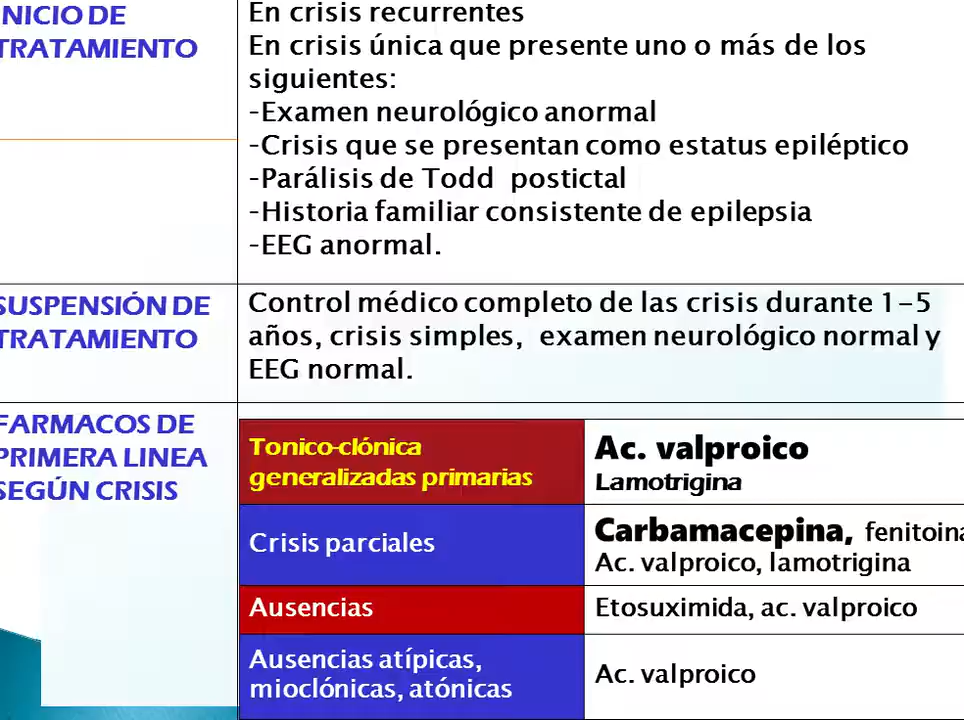 NICIO DE
TRATAMIENTO
En crisis recurrentes
En crisis única que presente uno o más de los
siguientes:
-Examen neurológico anormal
-Crisis que se presentan como estatus epiléptico
-Parálisis de Todd postictal
-Historia familiar consistente de epilepsia
-EEG anormal.
SUSPENSIÓN DE
TRATAMIENTO
Control médico completo de las crisis durante 1-5
años, crisis simples, examen neurológico normal y
EEG normal.
FARMACOS DE
PRIMERA LINEA
SEGÚN CRISIS
Tonico-clónica
generalizadas primarias
Ac. valproico
Lamotrigina
Crisis parciales
Carbamacepina, fenitoina
Ac. valproico, lamotrigina
Ausencias
Etosuximida, ac. valproico
Ausencias atípicas,
mioclónicas, atónicas
Ac. valproico